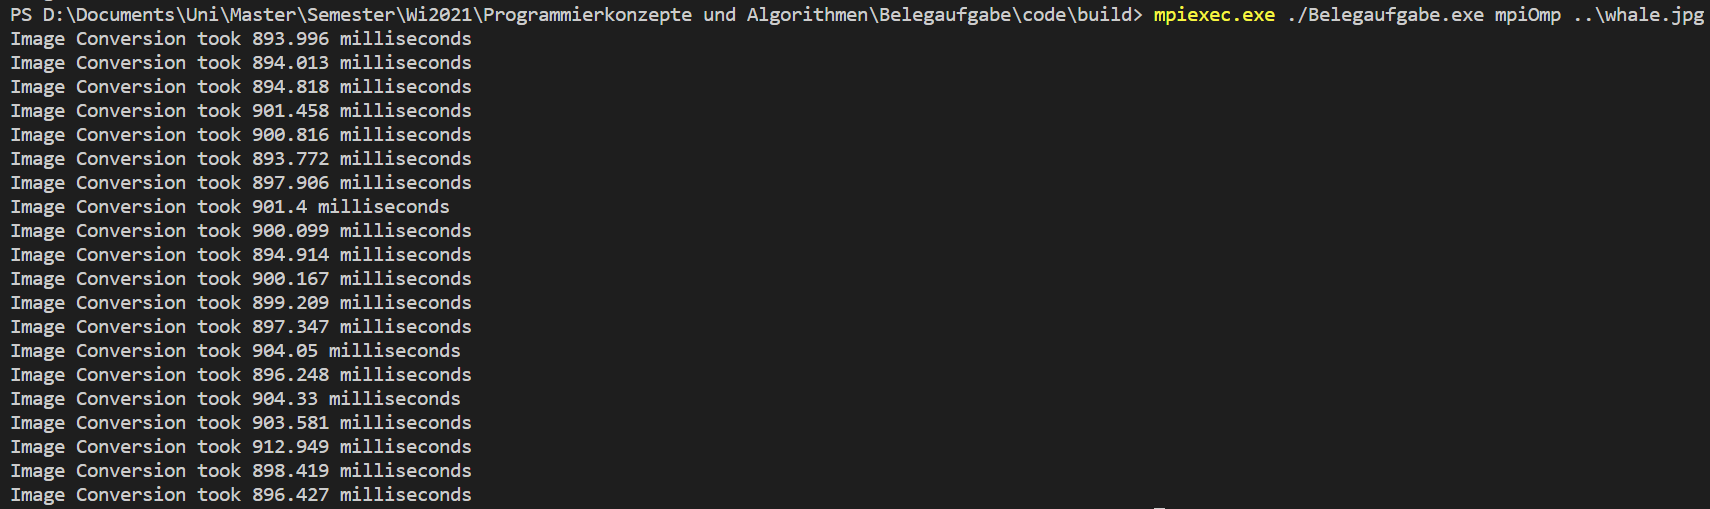 PS D:\Documents\Uni\Master\Semester\Wi2021\Programmierkonzepte und Algorithmen\Belegaufgabe\code\build> mpiexec.exe ./Belegaufgabe.exe mpiOmp ..\whale.jpg
Image Conversion took 893.996 milliseconds
Image Conversion took 894.013 milliseconds
Image Conversion took 894.818 milliseconds
Image Conversion took 901.458 milliseconds
Image Conversion took 900.816 milliseconds
Image Conversion took 893.772 milliseconds
Image Conversion took 897.906 milliseconds
Image Conversion took 901.4 milliseconds
Image Conversion took 900.099 milliseconds
Image Conversion took 894.914 milliseconds
Image Conversion took 900.167 milliseconds
Image Conversion took 899.209 milliseconds
Image Conversion took 897.347 milliseconds
Image Conversion took 904.05 milliseconds
Image Conversion took 896.248 milliseconds
Image Conversion took 904.33 milliseconds
Image Conversion took 903.581 milliseconds
Image Conversion took 912.949 milliseconds
Image Conversion took 898.419 milliseconds
Image Conversion took 896.427 milliseconds